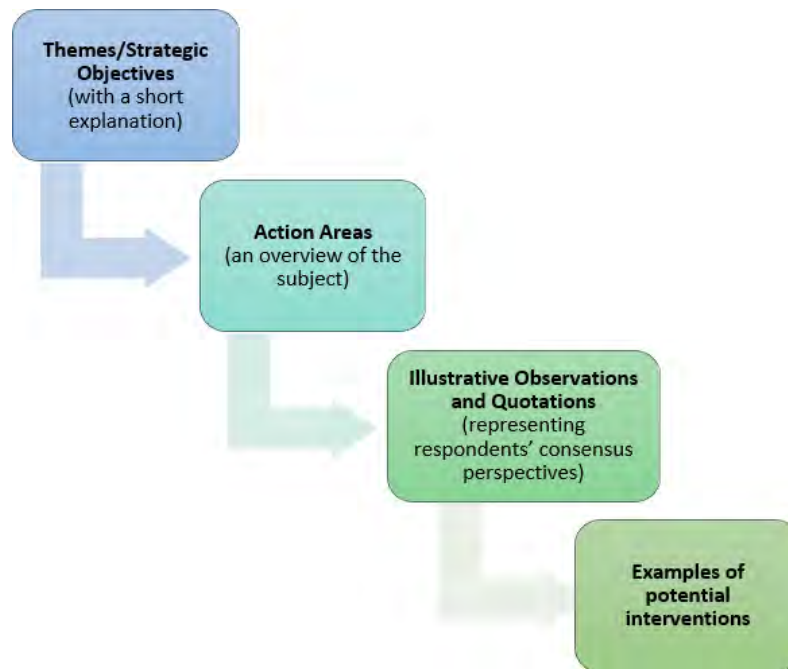 Themes/Strategic
Objectives
(with a short
explanation)
Action Areas
(an overview of the
subject)
Illustrative Observations
and Quotations
(representing
respondents’ consensus
perspectives)
Examples of
potential
interventions